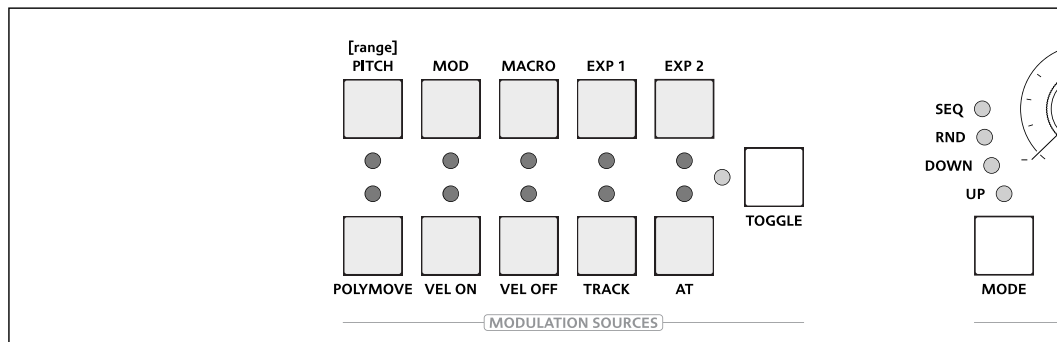 [range]
PITCH MOD MACRO EXP 1 EXP 2
SEQ
RND
DOWN
UP
TOGGLE
POLYMOVE VEL ON VEL OFF TRACK AT
MODE
MODULATION SOURCES